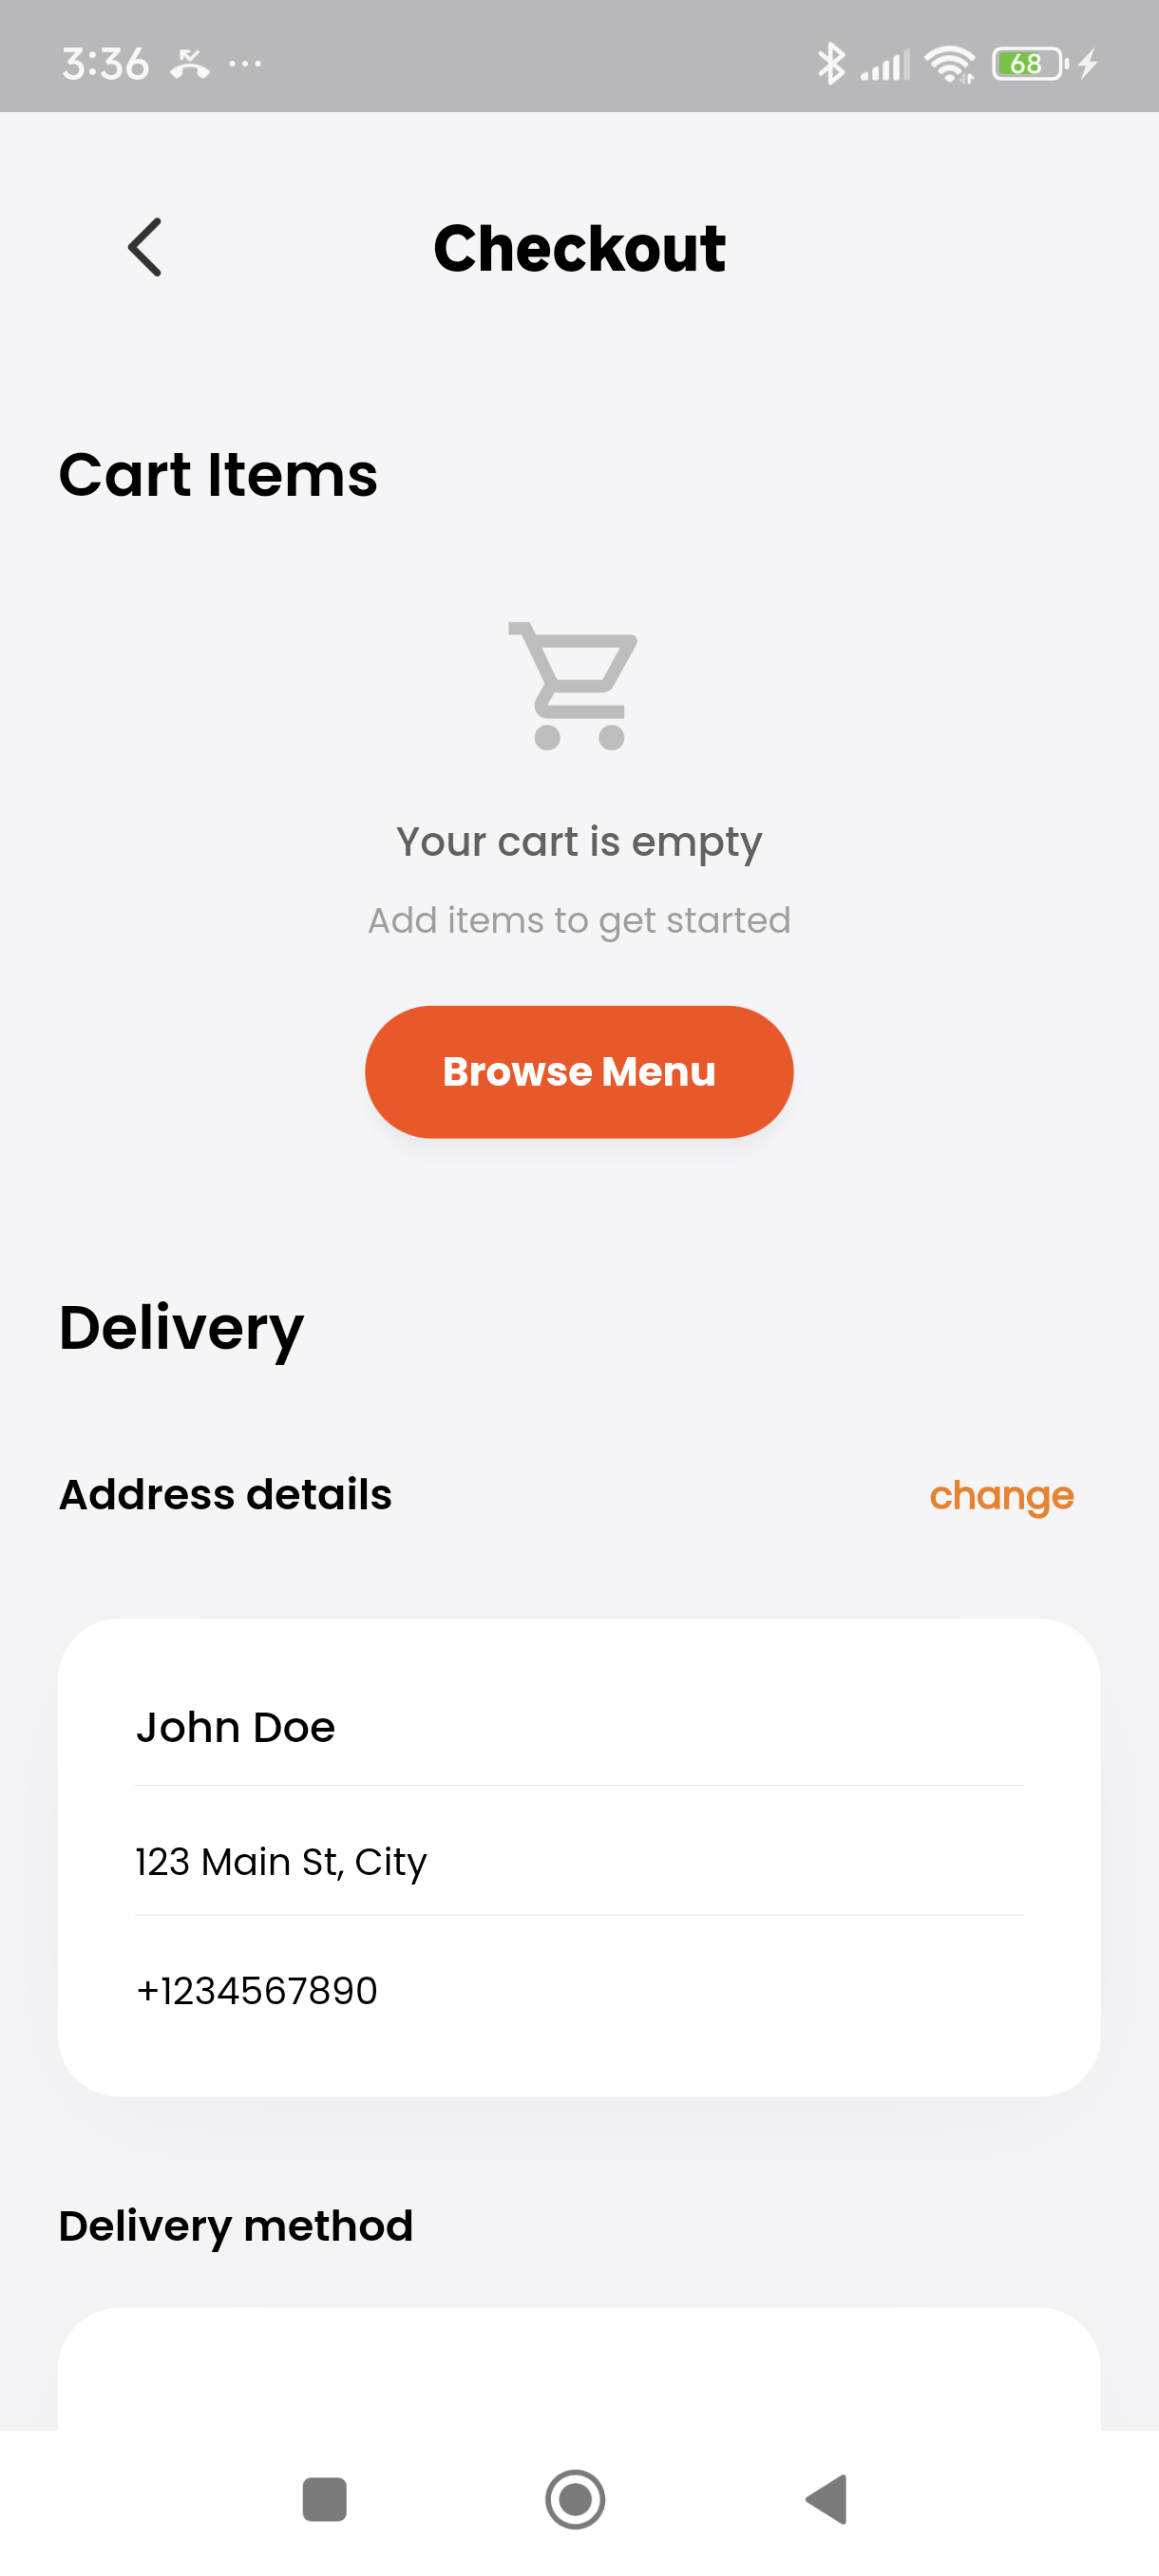 3:36
68
Checkout
Cart Items
Your cart is empty
Add items to get started
Browse Menu
Delivery
Address details
change
John Doe
123 Main St, City
+1234567890
Delivery method